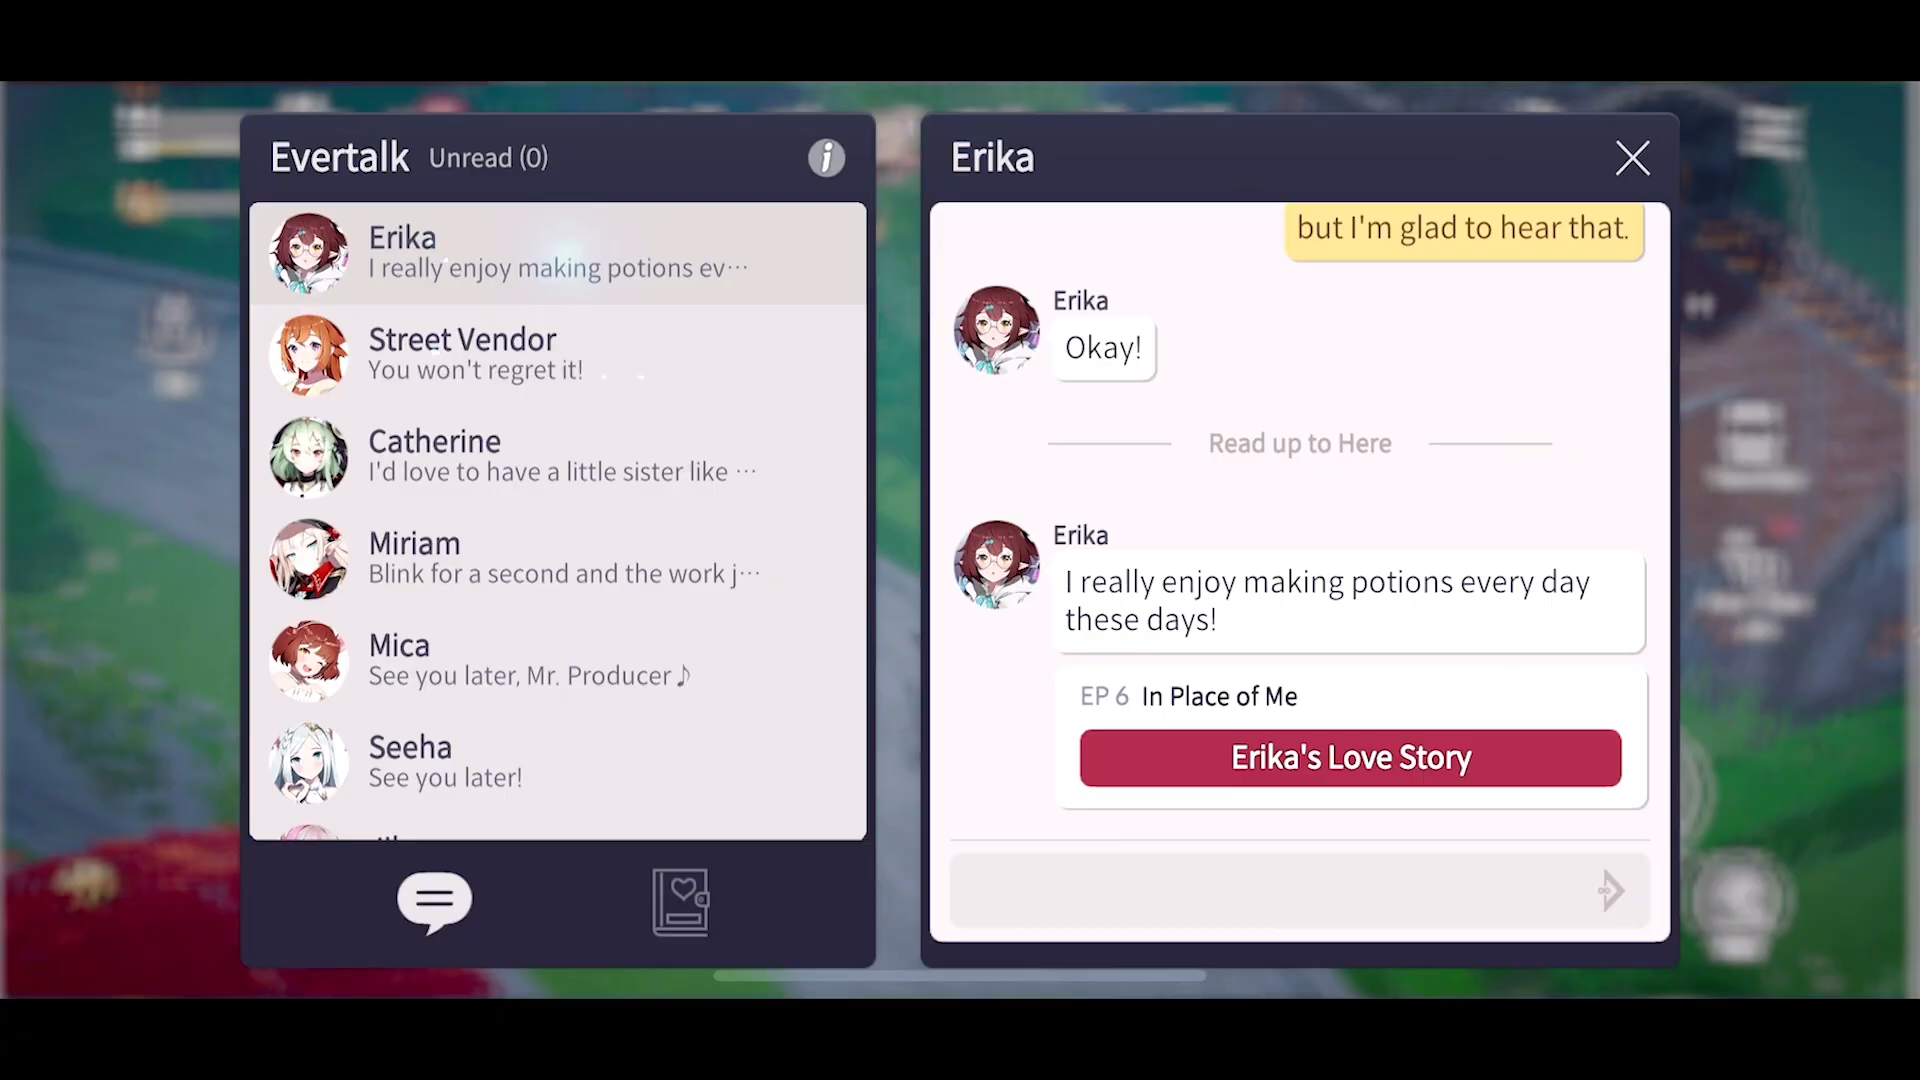 Evertalk Unread (0)
Erika
I really enjoy making potions ev···
Street Vendor
You won't regret it!
Catherine
I'd love to have a little sister like ···
Miriam
Blink for a second and the work j···
Mica
See you later, Mr. Producer♪
Seeha
See you later!
Erika
but I'm glad to hear that.
Erika
Okay!
Read up to Here
Erika
I really enjoy making potions every day
these days!
EP 6 In Place of Me
Erika's Love Story